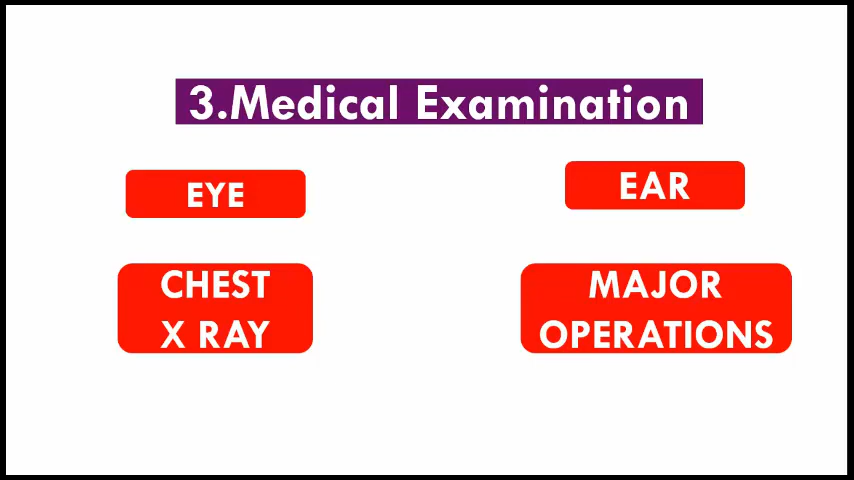 3.Medical Examination
EYE
EAR
CHEST
X RAY
MAJOR
OPERATIONS